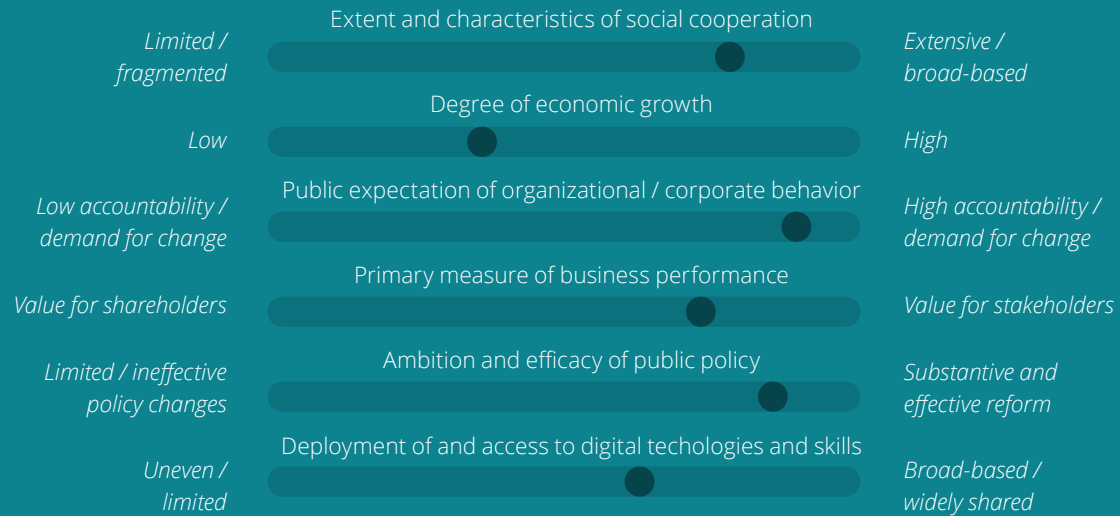 Extent and characteristics of social cooperation
Limited /
fragmented
Extensive /
broad-based
Degree of economic growth
Low
High
Public expectation of organizational / corporate behavior
Low accountability /
demand for change
High accountability /
demand for change
Primary measure of business performance
Value for shareholders
Value for stakeholders
Ambition and efficacy of public policy
Limited / ineffective
policy changes
Substantive and
effective reform
Deployment of and access to digital techologies and skills
Uneven /
limited
Broad-based /
widely shared